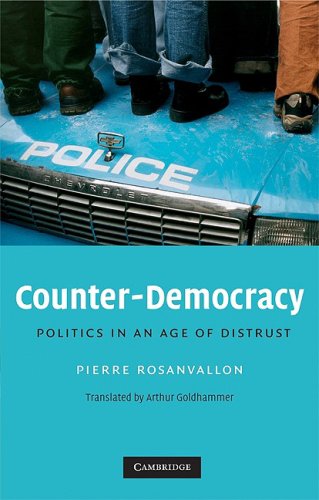 POLICE
CHEVROLET
Counter-Democracy
POLITICS IN AN AGE OF DISTRUST
PIERRE ROSANVALLON
Translated by Arthur Goldhammer
CAMBRIDGE